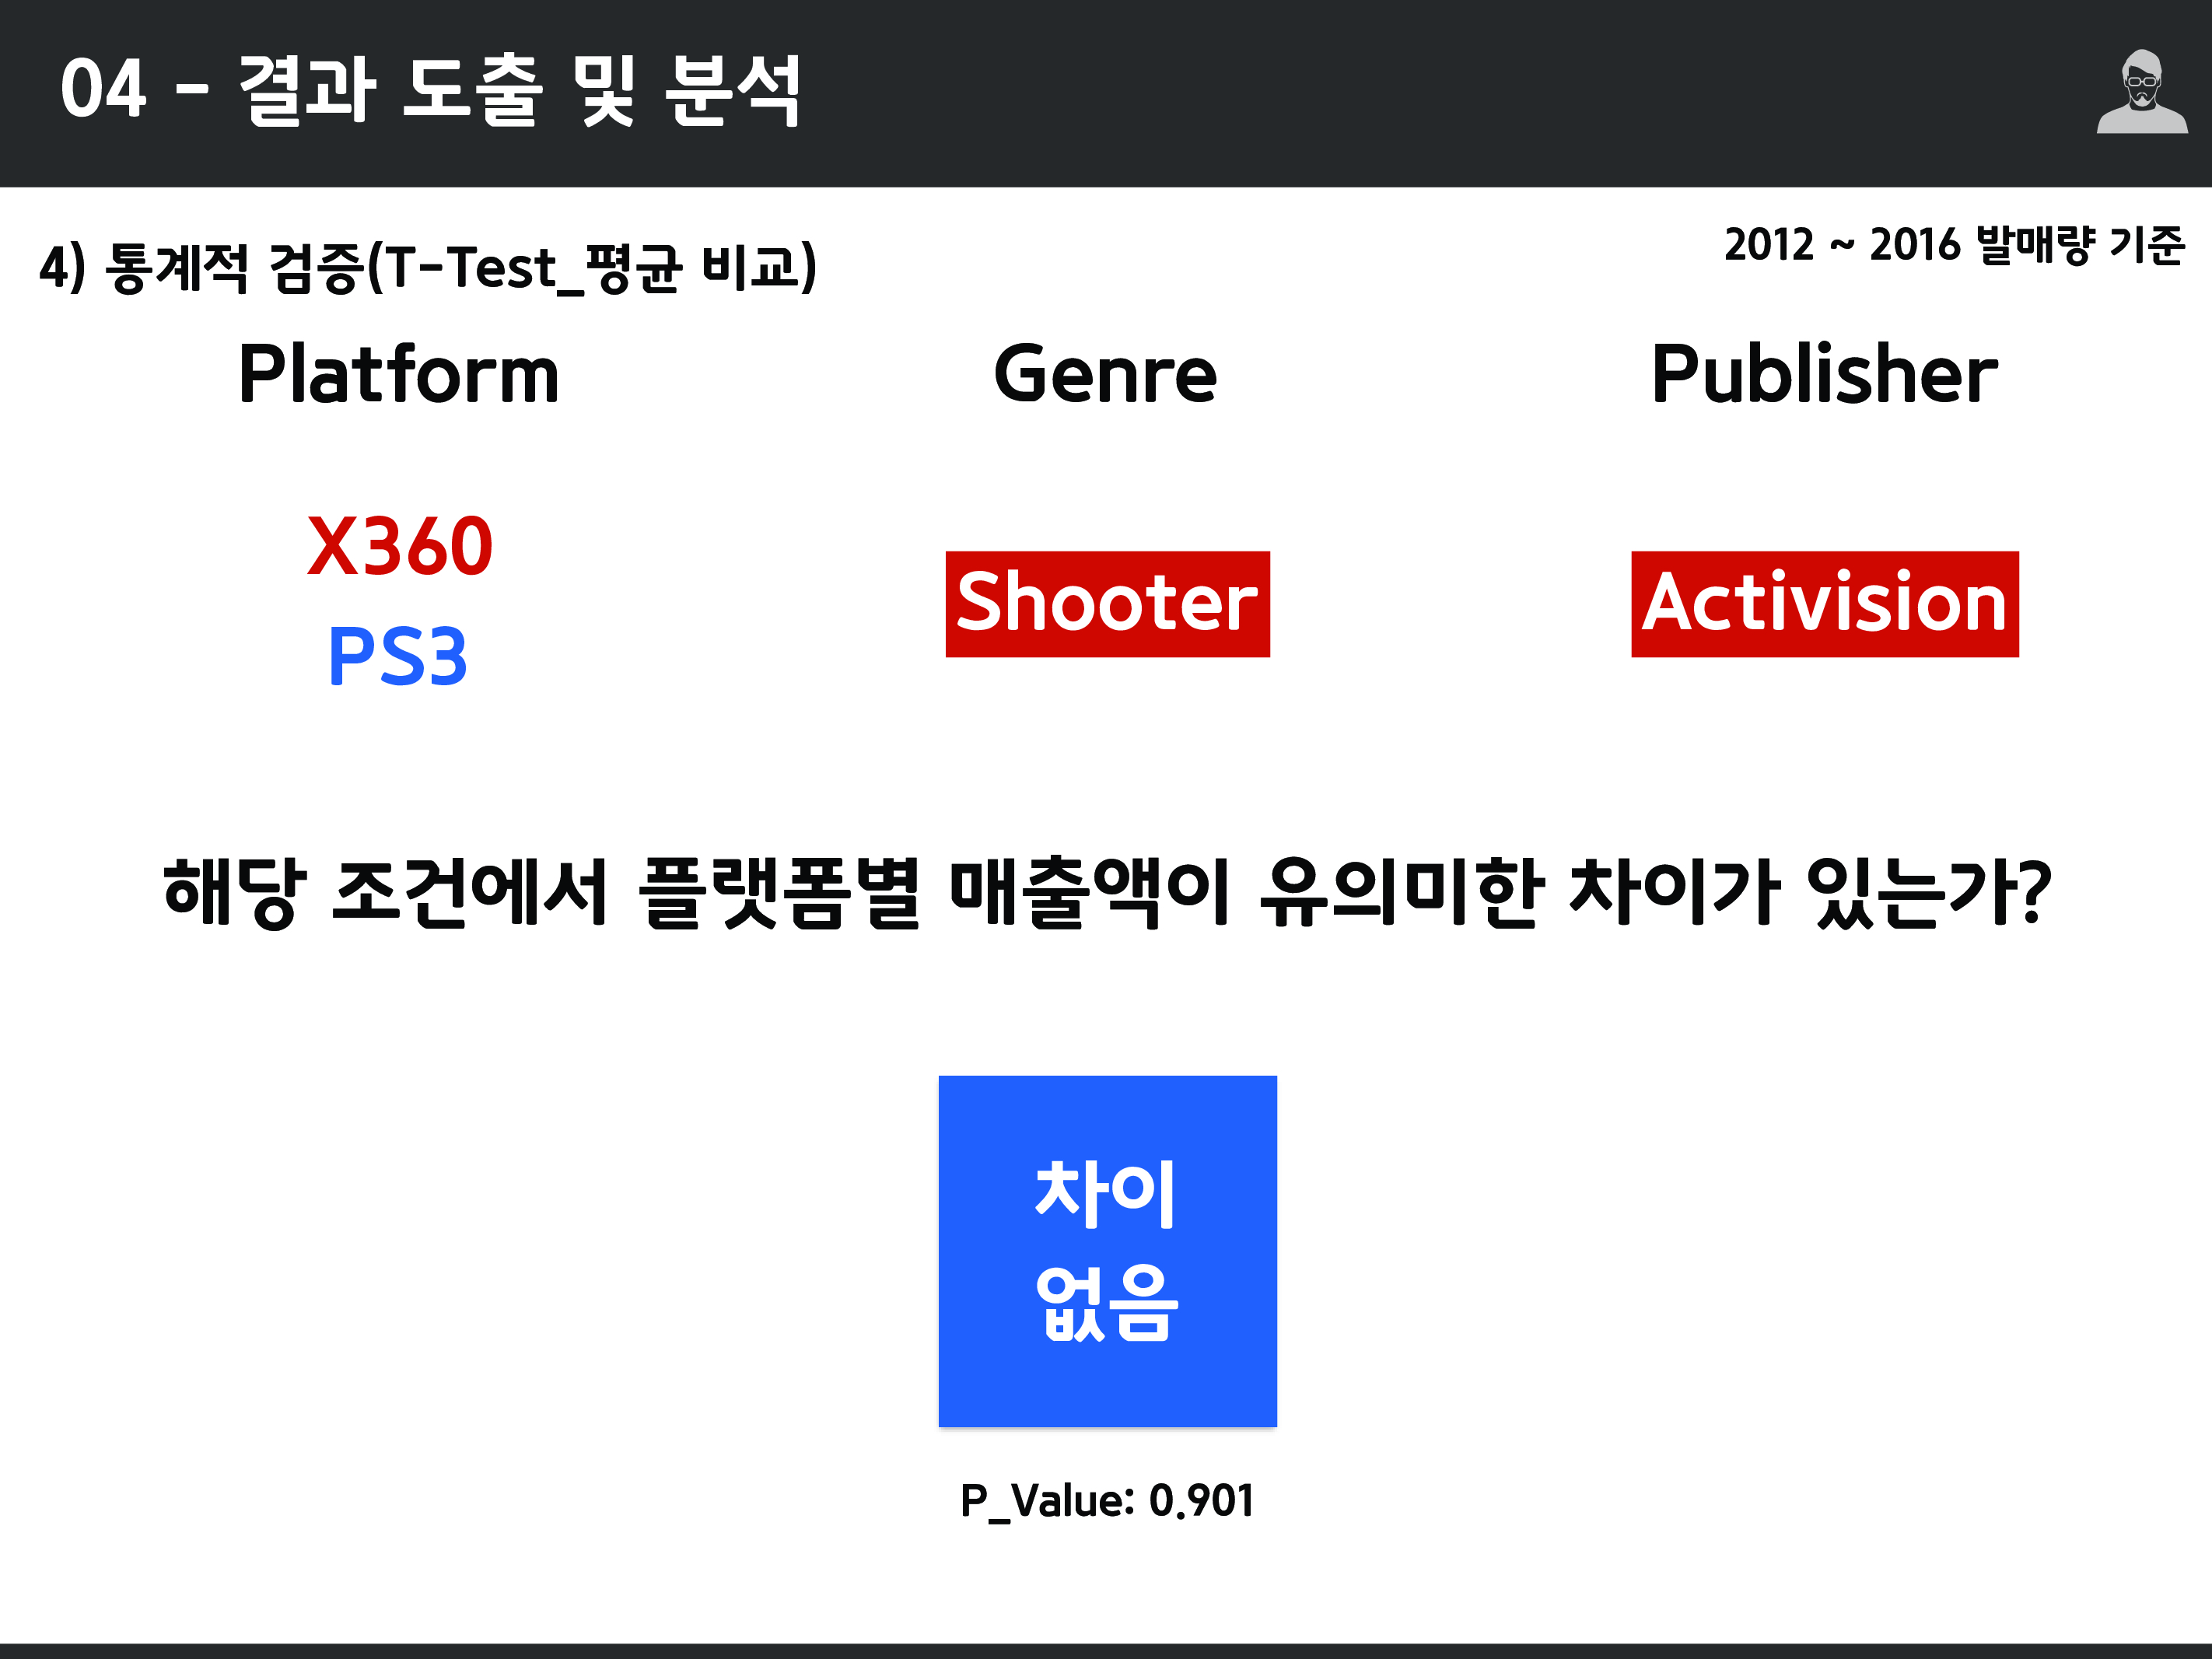 04 - 결과 도출 및 분석
4) 통계적 검증(T-Test_평균 비교)
2012 ~ 2016 발매량 기준
Platform
Genre
Publisher
X360
PS3
Shooter
Activision
해당 조건에서 플랫폼별 매출액이 유의미한 차이가 있는가?
차이
없음
P_Value: 0.901